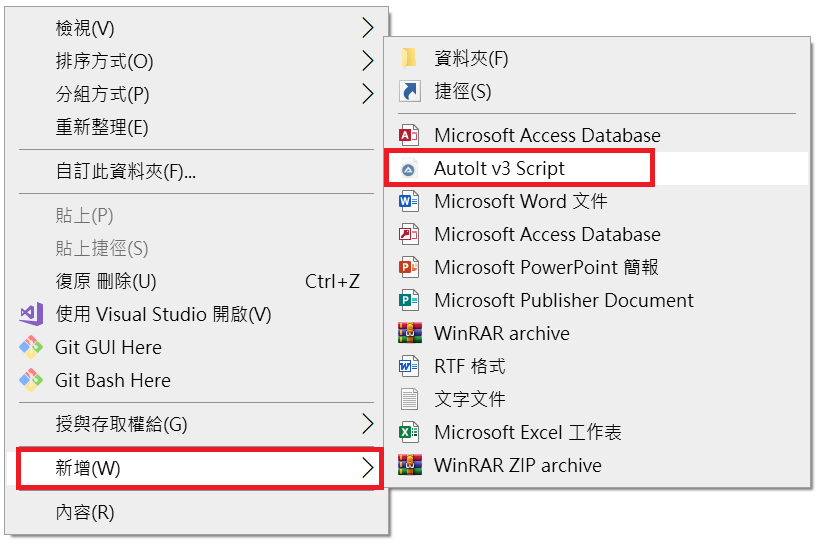 檢視(V)
排序方式(O)
分組方式(P)
重新整理(E)
自訂此資料夾(F)...
貼上(P)
貼上捷徑(S)
復原 刪除(U) Ctrl+Z
使用 Visual Studio 開啟(V)
Git GUI Here
Git Bash Here
授與存取權給(G)
新增(W)
內容(R)
資料夾(F)
捷徑(S)
Microsoft Access Database
AutoIt v3 Script
Microsoft Word 文件
Microsoft Access Database
Microsoft PowerPoint 簡報
Microsoft Publisher Document
WinRAR archive
RTF 格式
文字文件
Microsoft Excel 工作表
WinRAR ZIP archive